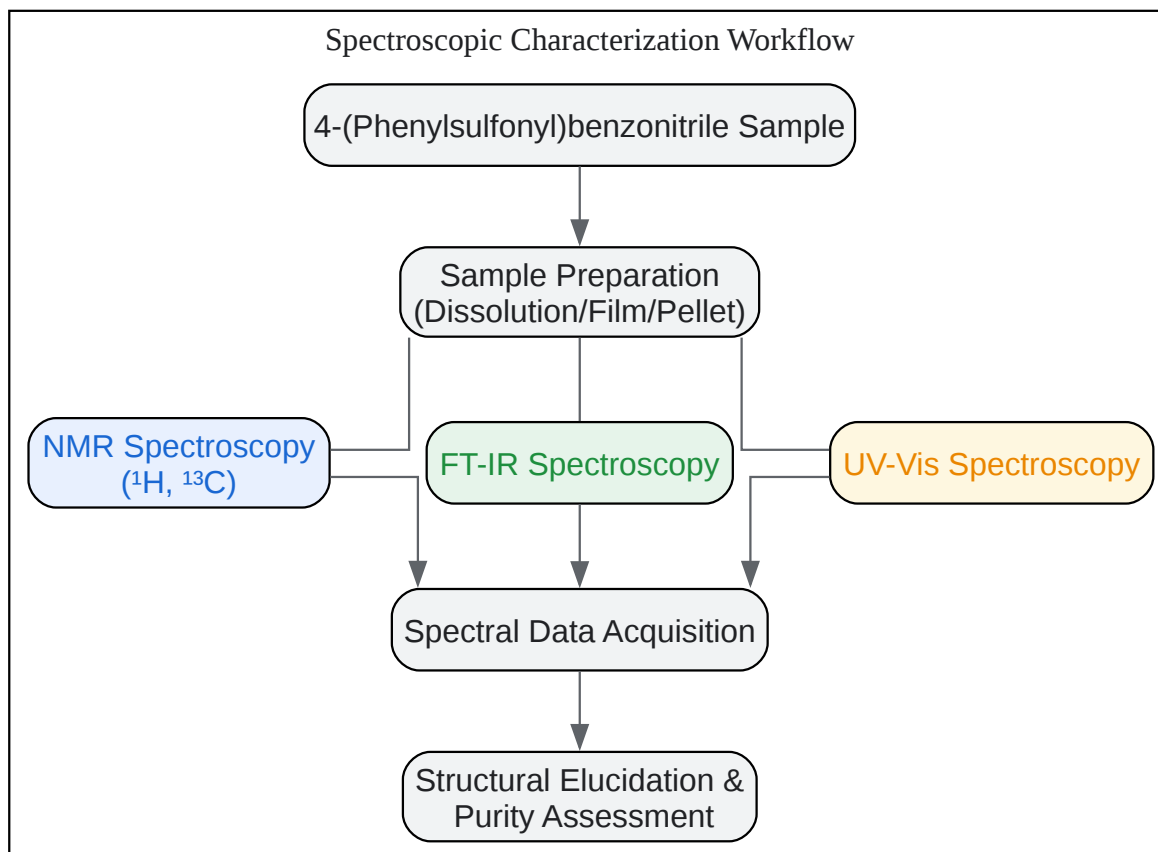 Spectroscopic Characterization Workflow
4-(Phenylsulfonyl)benzonitrile Sample
Sample Preparation
(Dissolution/Film/Pellet)
NMR Spectroscopy
(¹H, ¹³C)
FT-IR Spectroscopy
UV-Vis Spectroscopy
Spectral Data Acquisition
Structural Elucidation &
Purity Assessment